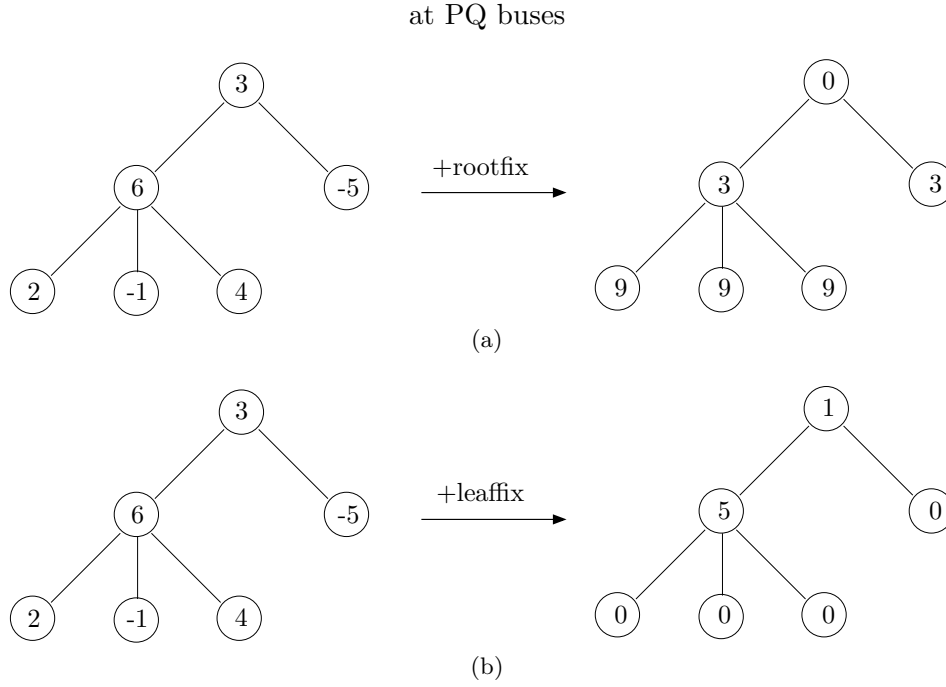 at PQ buses
3 0
6 -5 +rootfix 3 3
2 -1 4 9 9 9
(a)
3 1
6 -5 +leaffix 5 0
2 -1 4 0 0 0
(b)